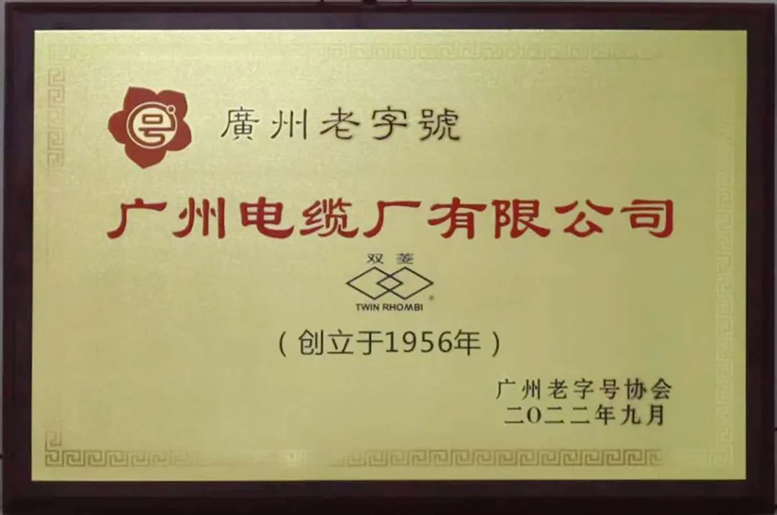 廣州老字號
广州电缆厂有限公司
双菱
TWIN RHOMBI
（创立于1956年）
广州老字号协会
二〇二二年九月